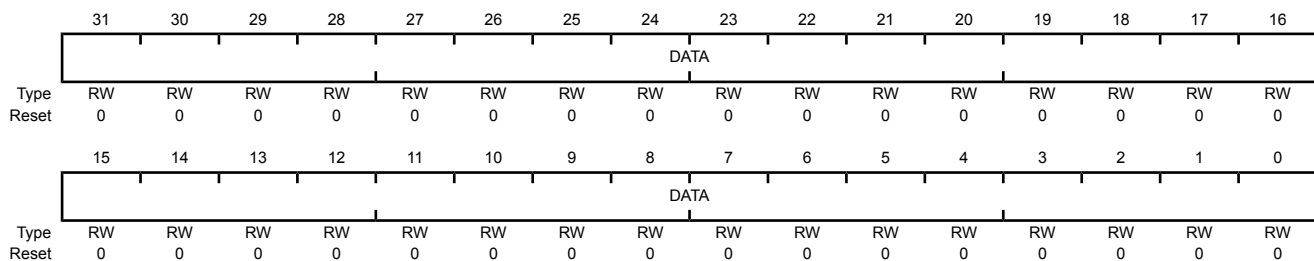 31 30 29 28 27 26 25 24 23 22 21 20 19 18 17 16
DATA
Type RW RW RW RW RW RW RW RW RW RW RW RW RW RW RW RW
Reset 0 0 0 0 0 0 0 0 0 0 0 0 0 0 0 0
15 14 13 12 11 10 9 8 7 6 5 4 3 2 1 0
DATA
Type RW RW RW RW RW RW RW RW RW RW RW RW RW RW RW RW
Reset 0 0 0 0 0 0 0 0 0 0 0 0 0 0 0 0